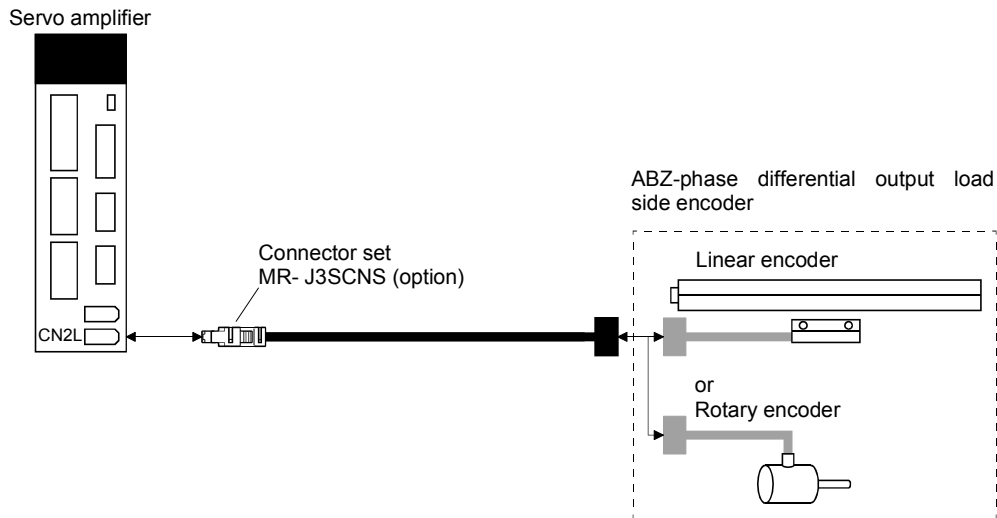 Servo amplifier
ABZ-phase differential output load
side encoder
Connector set
MR- J3SCNS (option)
Linear encoder
CN2L
or
Rotary encoder